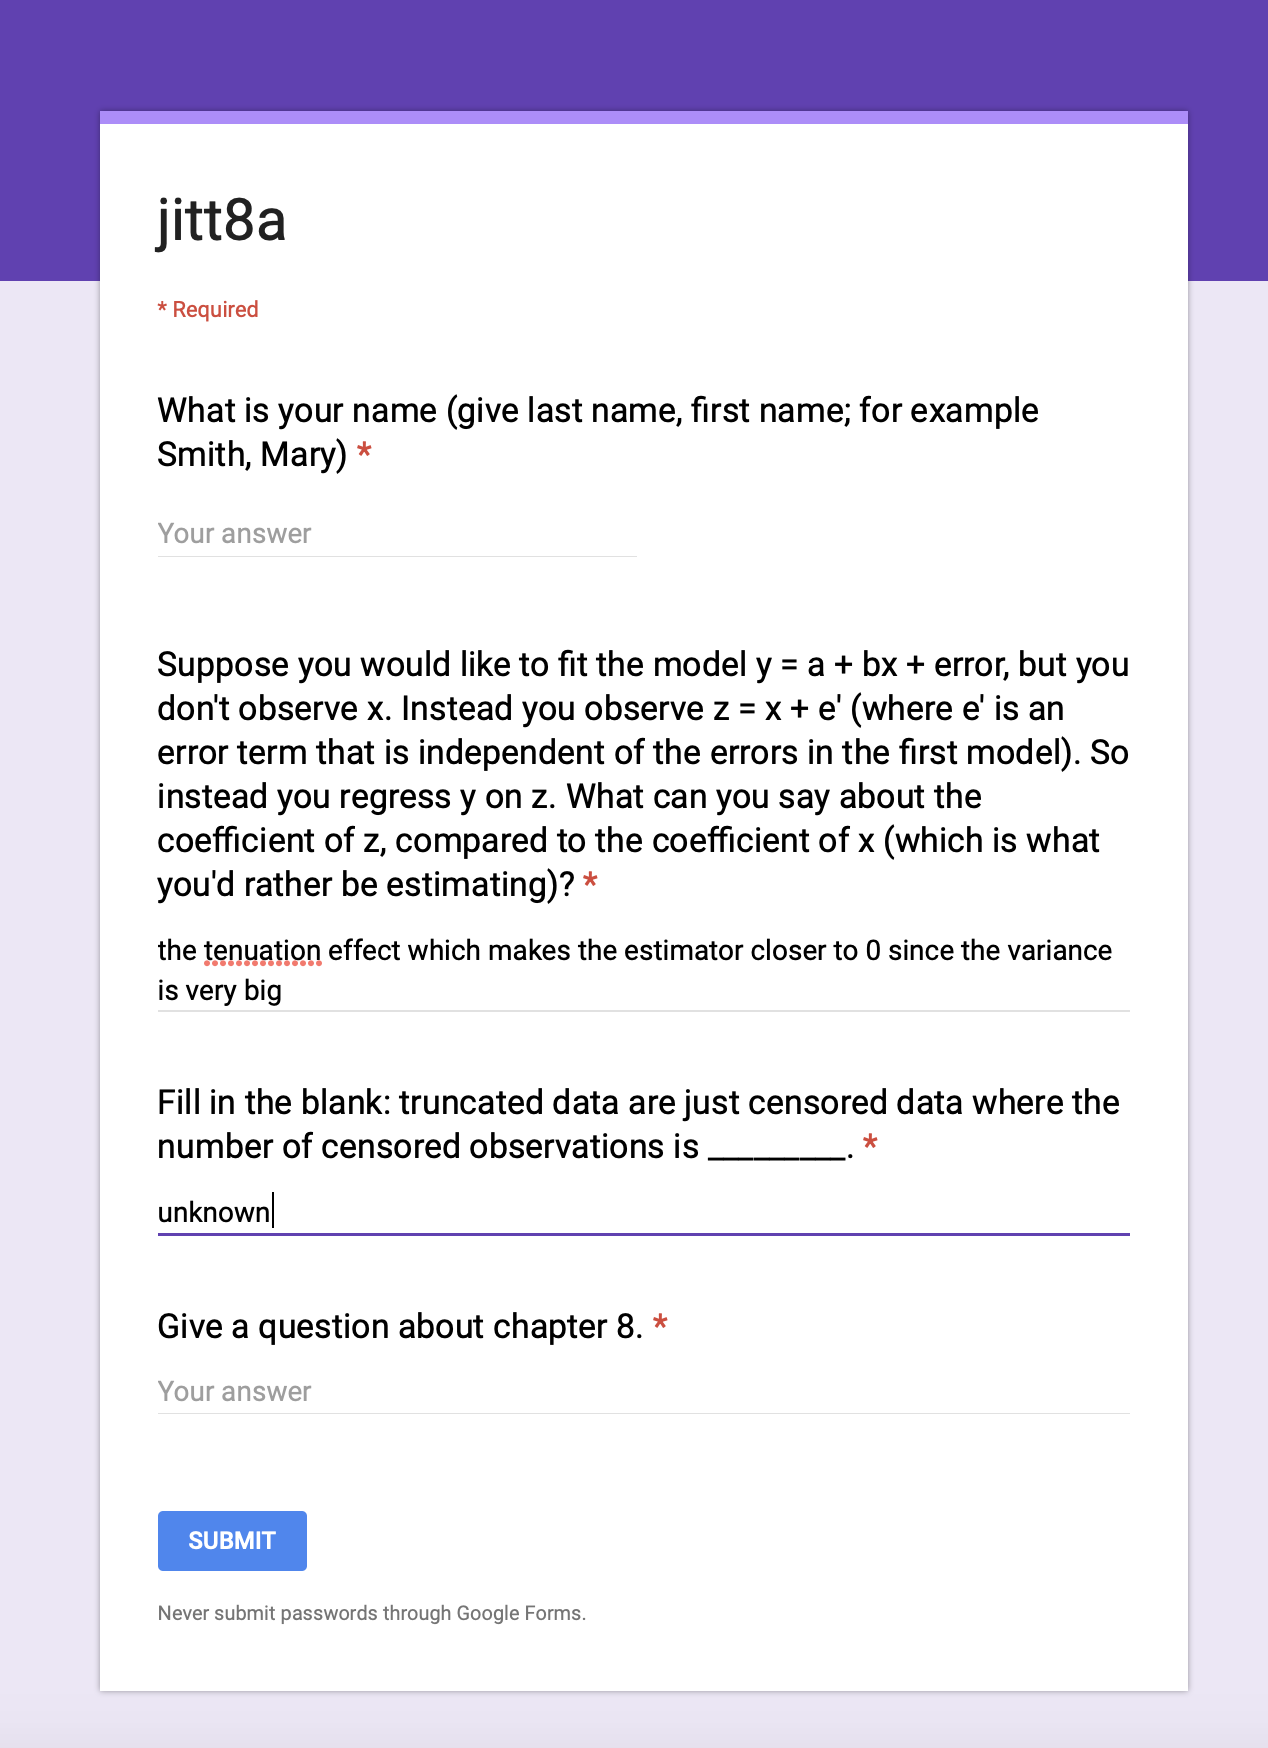 jitt8a
* Required
What is your name (give last name, first name; for example
Smith, Mary) *
Your answer
Suppose you would like to fit the model y = a + bx + error, but you
don't observe x. Instead you observe z = x + e' (where e' is an
error term that is independent of the errors in the first model). So
instead you regress y on z. What can you say about the
coefficient of z, compared to the coefficient of x (which is what
you'd rather be estimating)? *
the tenuation effect which makes the estimator closer to 0 since the variance
is very big
Fill in the blank: truncated data are just censored data where the
number of censored observations is _________. *
unknown
Give a question about chapter 8. *
Your answer
SUBMIT
Never submit passwords through Google Forms.